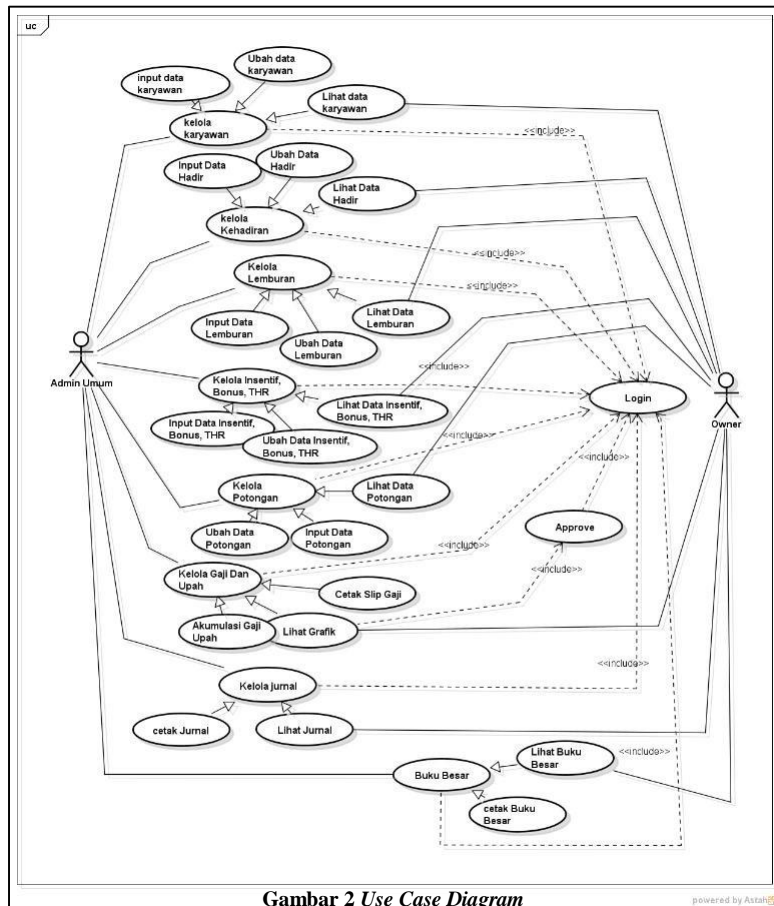 uc
Ubah data
karyawan
input data
karyawan
Lihat data
karyawan
kelola
karyawan
<<include>>
Input Data
Hadir
Ubah Data
Hadir
Lihat Data
Hadir
kelola
Kehadiran
<<include>>
Kelola
Lemburan
<<include>>
Input Data
Lemburan
Lihat Data
Lemburan
Ubah Data
Lemburan
Admin Umum
Kelola Insentif,
Bonus, THR
<<include>>
Lihat Data Insentif,
Bonus, THR
Input Data Insentif,
Bonus, THR
Ubah Data Insentif,
Bonus, THR
Login
Owner
Kelola
Potongan
Lihat Data
Potongan
<<include>>
Ubah Data
Potongan
Input Data
Potongan
Approve
<<include>>
Kelola Gaji Dan
Upah
Cetak Slip Gaji
<<include>>
Akumulasi Gaji
Upah
Lihat Grafik
<<include>>
Kelola jurnal
cetak Jurnal
Lihat Jurnal
Lihat Buku
Besar
<<include>>
Buku Besar
cetak Buku
Besar
Gambar 2 Use Case Diagram
powered by Astah